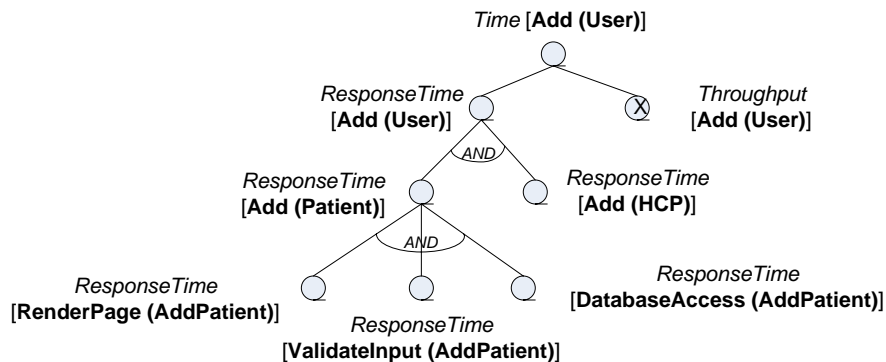 Time [Add (User)]
ResponseTime
[Add (User)]
X
Throughput
[Add (User)]
AND
ResponseTime
[Add (Patient)]
ResponseTime
[Add (HCP)]
AND
ResponseTime
[RenderPage (AddPatient)]
ResponseTime
[ValidateInput (AddPatient)]
ResponseTime
[DatabaseAccess (AddPatient)]